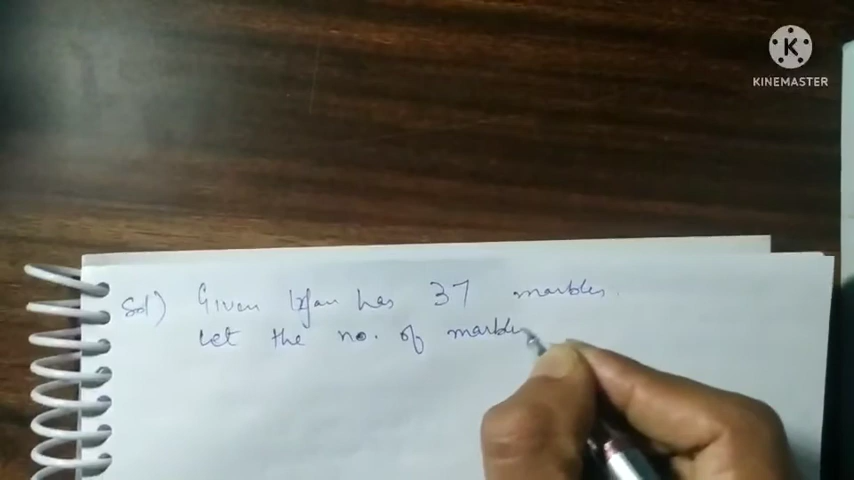 KINEMASTER
Sol) Given Irfan has 37 marbles.
Let the no. of marbles